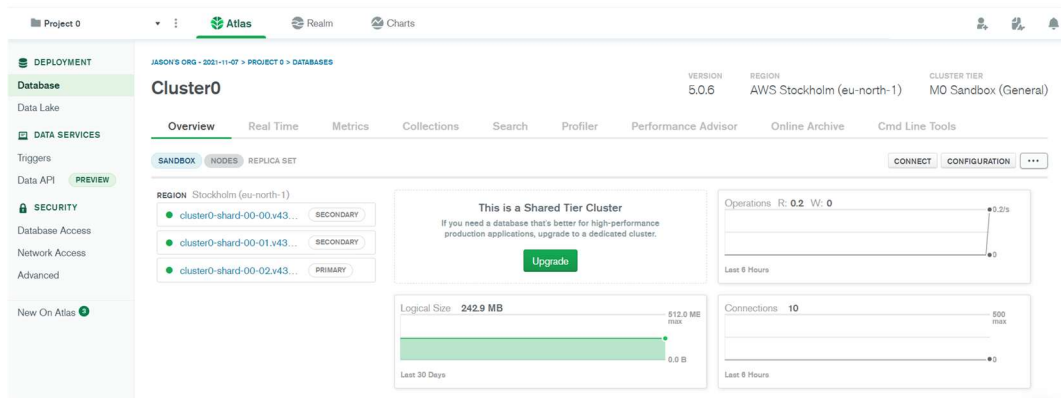 Project 0
Atlas
Realm
Charts
DEPLOYMENT
Database
Data Lake
DATA SERVICES
Triggers
Data API PREVIEW
SECURITY
Database Access
Network Access
Advanced
New On Atlas 3
JASON'S ORG - 2021-11-07 > PROJECT 0 > DATABASES
Cluster0
VERSION
5.0.6
REGION
AWS Stockholm (eu-north-1)
CLUSTER TIER
M0 Sandbox (General)
Overview Real Time Metrics Collections Search Profiler Performance Advisor Online Archive Cmd Line Tools
SANDBOX NODES REPLICA SET
CONNECT CONFIGURATION ...
REGION Stockholm (eu-north-1)
cluster0-shard-00-00.v43... SECONDARY
cluster0-shard-00-01.v43... SECONDARY
cluster0-shard-00-02.v43... PRIMARY
This is a Shared Tier Cluster
If you need a database that's better for high-performance
production applications, upgrade to a dedicated cluster.
Upgrade
Operations R: 0.2 W: 0
0.2/s
0
Last 6 Hours
Logical Size 242.9 MB
512.0 ME
max
0.0 B
Last 30 Days
Connections 10
500
max
0
Last 6 Hours